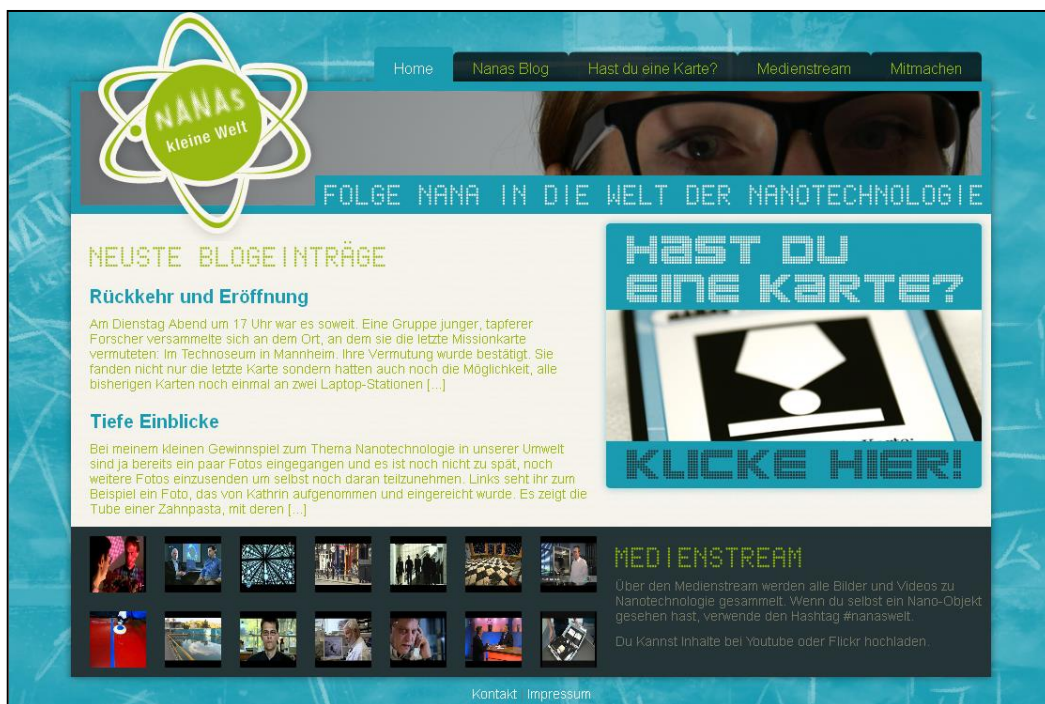 NANAS
kleine Welt
Home
Nanas Blog
Hast du eine Karte?
Medienstream
Mitmachen
FOLGE NANA IN DIE WELT DER NANOTECHNOLOGIE
NEUSTE BLOGEINTRÄGE
Rückkehr und Eröffnung
Am Dienstag Abend um 17 Uhr war es soweit. Eine Gruppe junger, tapferer
Forscher versammelte sich an dem Ort, an dem sie die letzte Missionkarte
vermuteten: Im Technoseum in Mannheim. Ihre Vermutung wurde bestätigt. Sie
fanden nicht nur die letzte Karte sondern hatten auch noch die Möglichkeit, alle
bisherigen Karten noch einmal an zwei Laptop-Stationen [...]
Tiefe Einblicke
Bei meinem kleinen Gewinnspiel zum Thema Nanotechnologie in unserer Umwelt
sind ja bereits ein paar Fotos eingegangen und es ist noch nicht zu spät, noch
weitere Fotos einzusenden um selbst noch daran teilzunehmen. Links seht ihr zum
Beispiel ein Foto, das von Kathrin aufgenommen und eingereicht wurde. Es zeigt die
Tube einer Zahnpasta, mit deren [...]
HAST DU
EINE KARTE?
KLICKE HIER!
MEDIENSTREAM
Über den Medienstream werden alle Bilder und Videos zu
Nanotechnologie gesammelt. Wenn du selbst ein Nano-Objekt
gesehen hast, verwende den Hashtag #nanaswelt.
Du Kannst Inhalte bei Youtube oder Flickr hochladen.
Kontakt Impressum